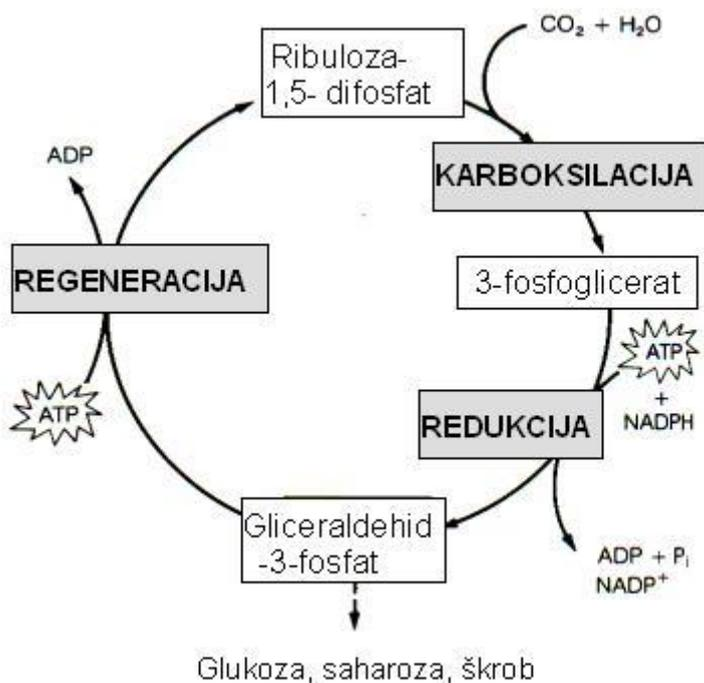 CO₂ + H₂O
Ribuloza-
1,5- difosfat
KARBOKSILACIJA
3-fosfoglicerat
ATP
+
NADPH
REDUKCIJA
ADP + Pᵢ
NADP⁺
Gliceraldehid
-3-fosfat
Glukoza, saharoza, škrob
ATP
REGENERACIJA
ADP